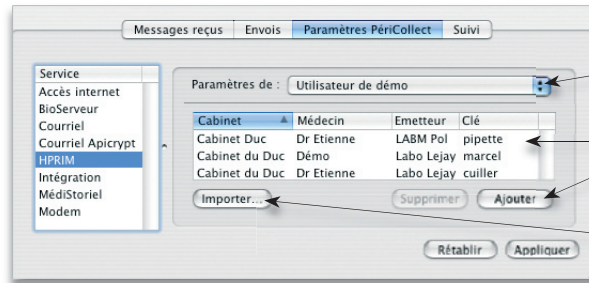 Messages reçus Envois Paramètres PériCollect Suivi
Service
Accès internet
BioServeur
Courriel
Courriel Apicrypt
HPRIM
Intégration
MédiStoriel
Modem
Paramètres de : Utilisateur de démo
Cabinet Médecin Emetteur Clé
Cabinet Duc Dr Etienne LABM Pol pipette
Cabinet du Duc Démo Labo Lejay marcel
Cabinet du Duc Dr Etienne Labo Lejay cuiller
Importer... Supprimer Ajouter
Rétablir Appliquer